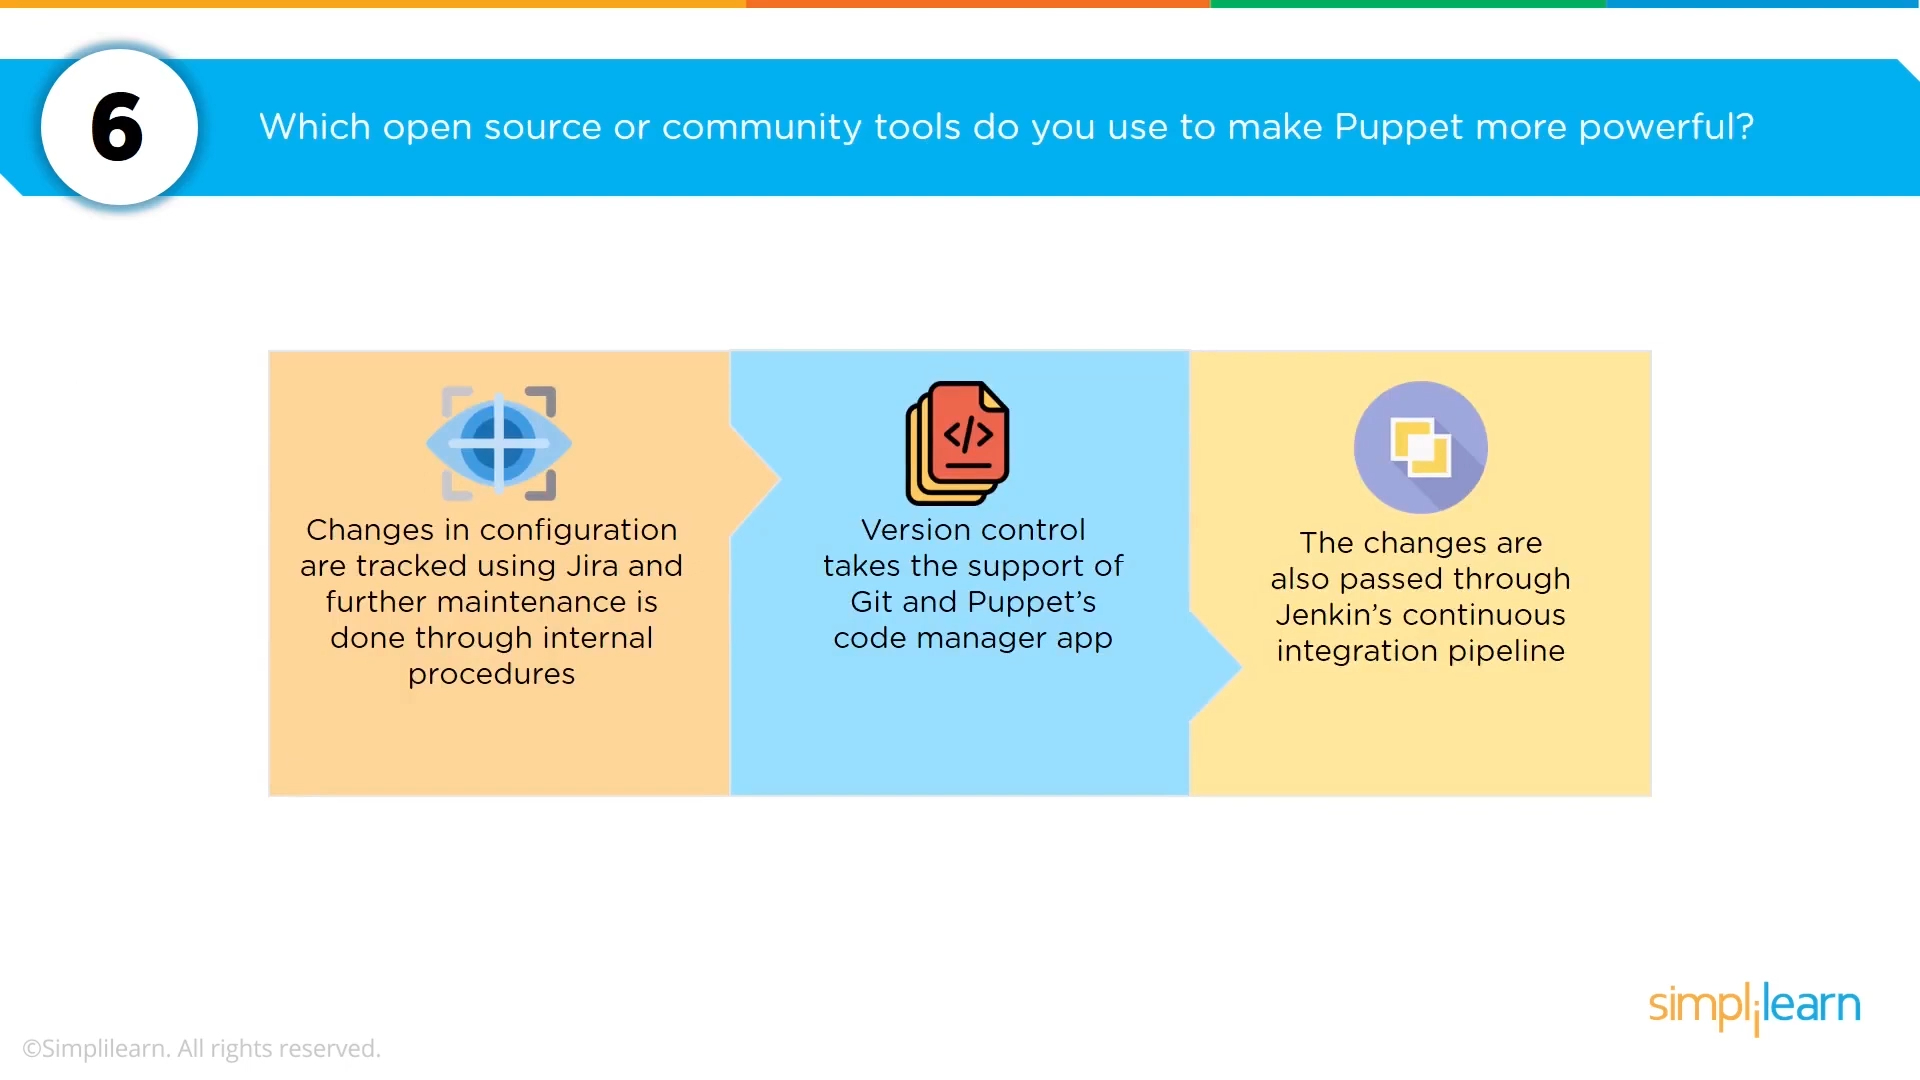 6
Which open source or community tools do you use to make Puppet more powerful?
Changes in configuration
are tracked using Jira and
further maintenance is
done through internal
procedures
</>
Version control
takes the support of
Git and Puppet’s
code manager app
The changes are
also passed through
Jenkin’s continuous
integration pipeline
simplilearn
©Simplilearn. All rights reserved.